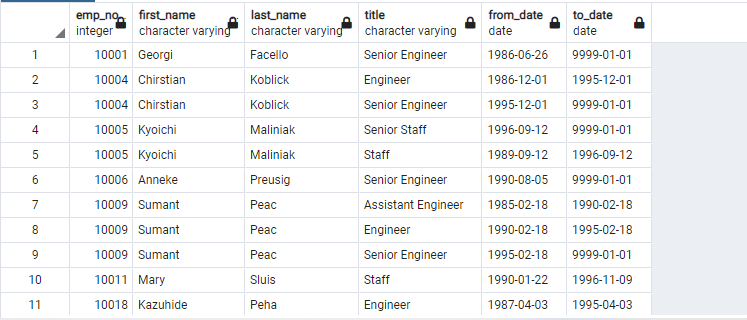 emp_no first_name last_name title from_date to_date
integer character varying character varying character varying date date
1 10001 Georgi Facello Senior Engineer 1986-06-26 9999-01-01
2 10004 Chirstian Koblick Engineer 1986-12-01 1995-12-01
3 10004 Chirstian Koblick Senior Engineer 1995-12-01 9999-01-01
4 10005 Kyoichi Maliniak Senior Staff 1996-09-12 9999-01-01
5 10005 Kyoichi Maliniak Staff 1989-09-12 1996-09-12
6 10006 Anneke Preusig Senior Engineer 1990-08-05 9999-01-01
7 10009 Sumant Peac Assistant Engineer 1985-02-18 1990-02-18
8 10009 Sumant Peac Engineer 1990-02-18 1995-02-18
9 10009 Sumant Peac Senior Engineer 1995-02-18 9999-01-01
10 10011 Mary Sluis Staff 1990-01-22 1996-11-09
11 10018 Kazuhide Peha Engineer 1987-04-03 1995-04-03